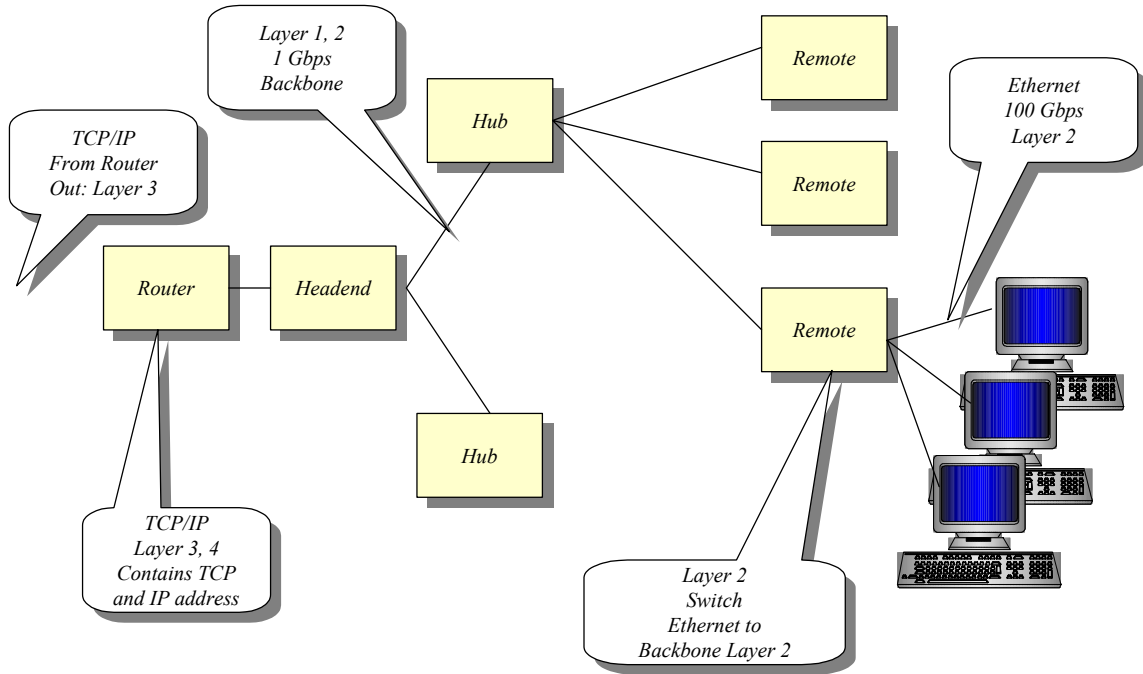 Layer 1, 2
1 Gbps
Backbone
Remote
Hub
Ethernet
100 Gbps
Layer 2
TCP/IP
From Router
Out: Layer 3
Remote
Router
Headend
Remote
Hub
TCP/IP
Layer 3, 4
Contains TCP
and IP address
Layer 2
Switch
Ethernet to
Backbone Layer 2